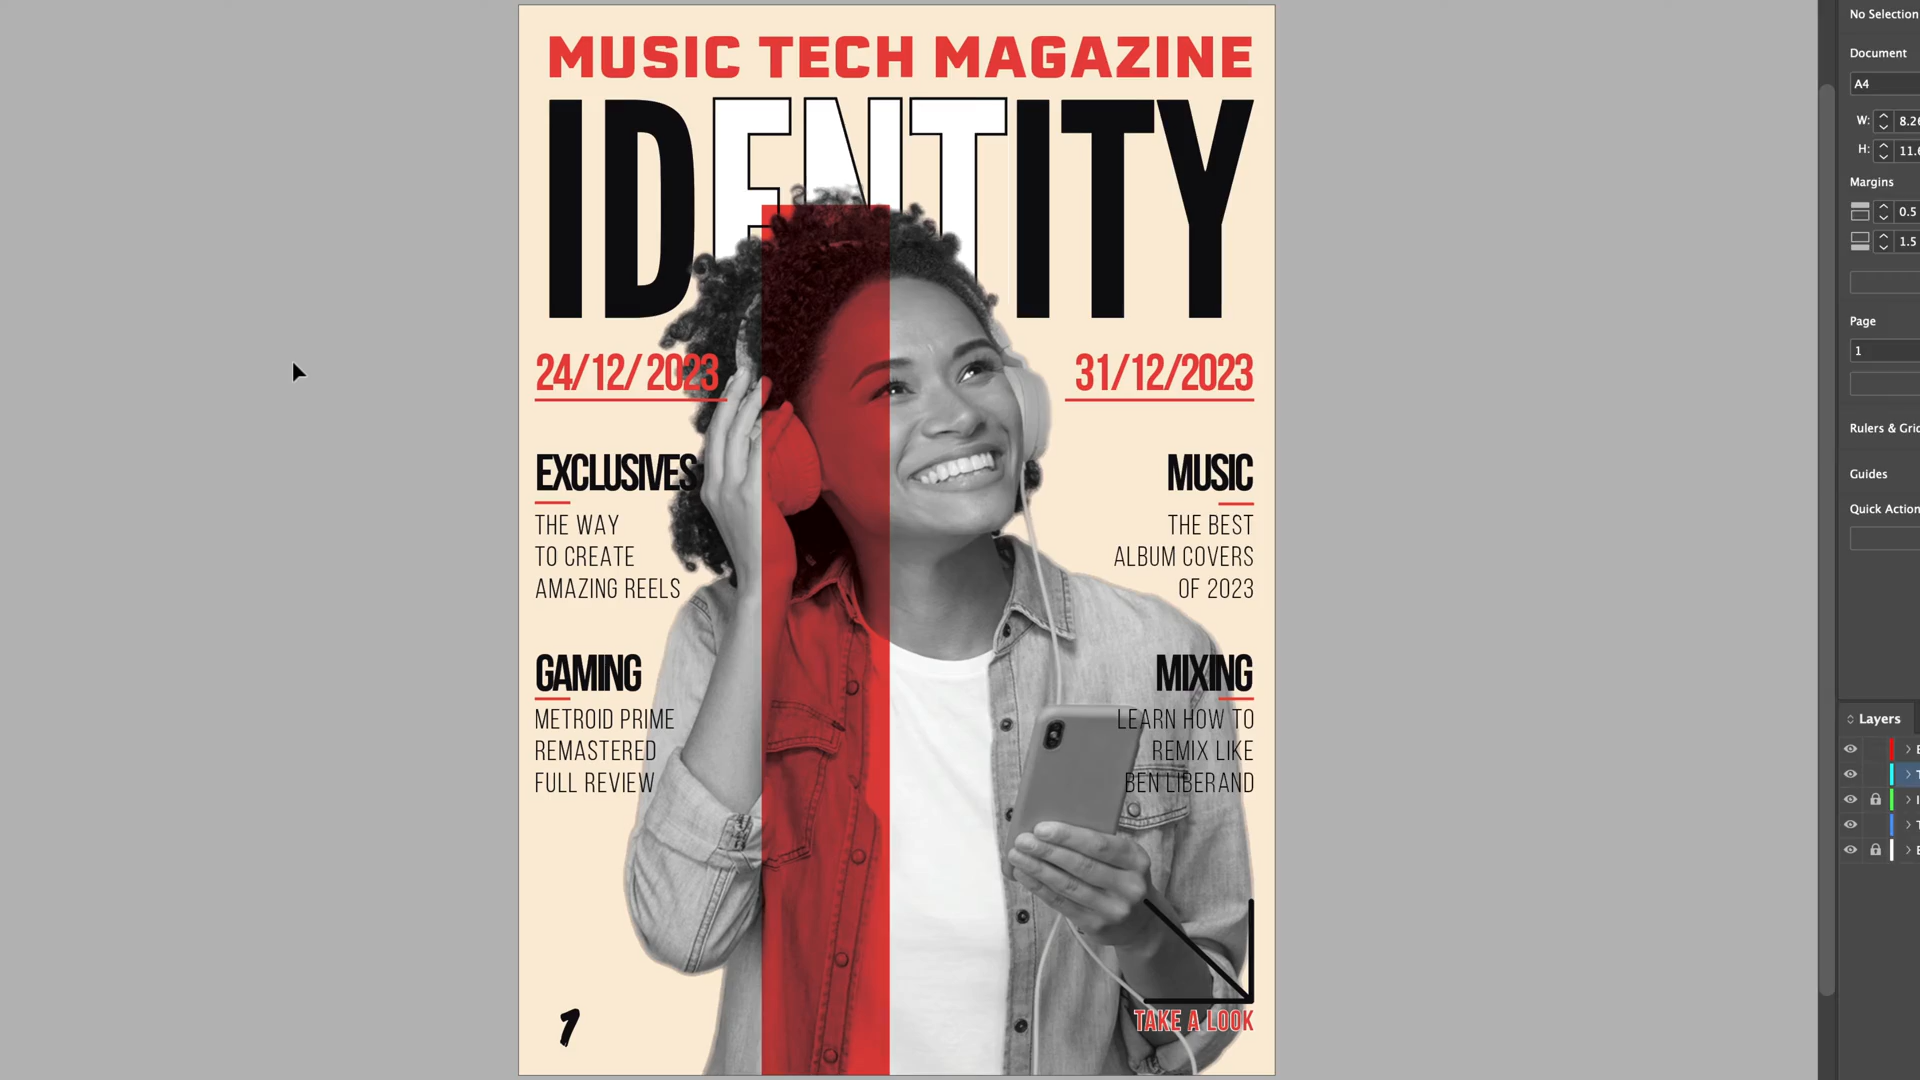 MUSIC TECH MAGAZINE
IDENTITY
24/12/2023
31/12/2023
EXCLUSIVES
THE WAY
TO CREATE
AMAZING REELS
MUSIC
THE BEST
ALBUM COVERS
OF 2023
GAMING
METROID PRIME
REMASTERED
FULL REVIEW
MIXING
LEARN HOW TO
REMIX LIKE
BEN LIBERAND
TAKE A LOOK
1
No Selection
Document
A4
W:
H:
Margins
0.5
1.5
Page
1
Rulers &
Guides
Quick
Layers